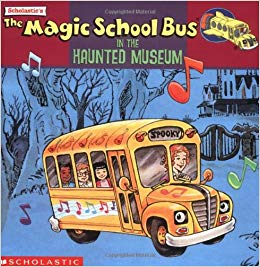 Scholastic's
The Magic School Bus
IN THE
HAUNTED MUSEUM
SPOOKY
SCHOLASTIC